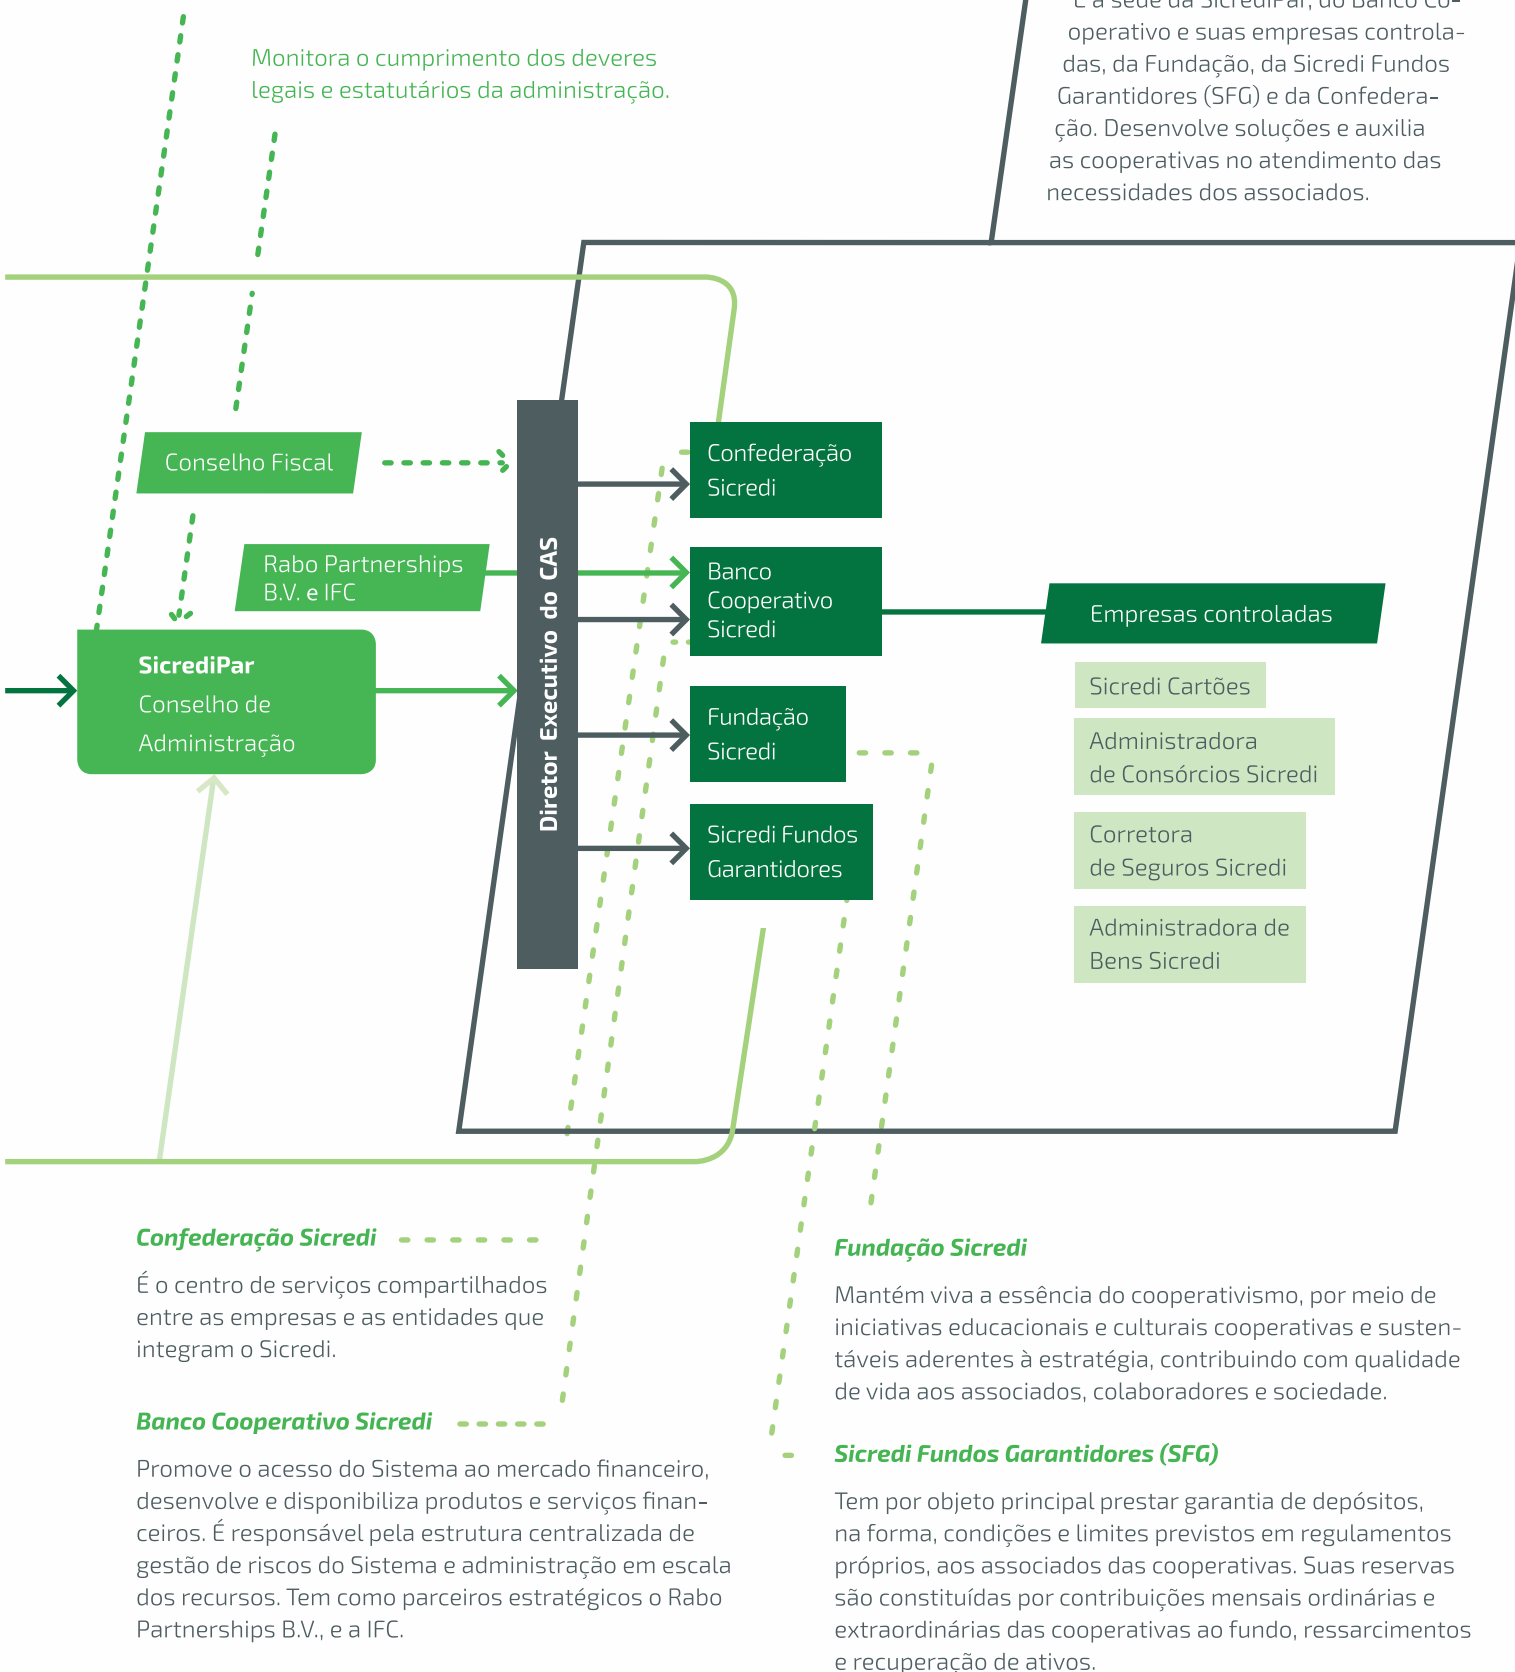 Monitora o cumprimento dos deveres
legais e estatutários da administração.
É a sede da SicrediPar, do Banco Co-
operativo e suas empresas controla-
das, da Fundação, da Sicredi Fundos
Garantidores (SFG) e da Confedera-
ção. Desenvolve soluções e auxilia
as cooperativas no atendimento das
necessidades dos associados.
Conselho Fiscal
Rabo Partnerships
B.V. e IFC
SicrediPar
Conselho de
Administração
Diretor Executivo do CAS
Confederação
Sicredi
Banco
Cooperativo
Sicredi
Fundação
Sicredi
Sicredi Fundos
Garantidores
Empresas controladas
Sicredi Cartões
Administradora
de Consórcios Sicredi
Corretora
de Seguros Sicredi
Administradora de
Bens Sicredi
Confederação Sicredi
É o centro de serviços compartilhados
entre as empresas e as entidades que
integram o Sicredi.
Banco Cooperativo Sicredi
Promove o acesso do Sistema ao mercado financeiro,
desenvolve e disponibiliza produtos e serviços finan-
ceiros. É responsável pela estrutura centralizada de
gestão de riscos do Sistema e administração em escala
dos recursos. Tem como parceiros estratégicos o Rabo
Partnerships B.V., e a IFC.
Fundação Sicredi
Mantém viva a essência do cooperativismo, por meio de
iniciativas educacionais e culturais cooperativas e susten-
táveis aderentes à estratégia, contribuindo com qualidade
de vida aos associados, colaboradores e sociedade.
Sicredi Fundos Garantidores (SFG)
Tem por objeto principal prestar garantia de depósitos,
na forma, condições e limites previstos em regulamentos
próprios, aos associados das cooperativas. Suas reservas
são constituídas por contribuições mensais ordinárias e
extraordinárias das cooperativas ao fundo, ressarcimentos
e recuperação de ativos.